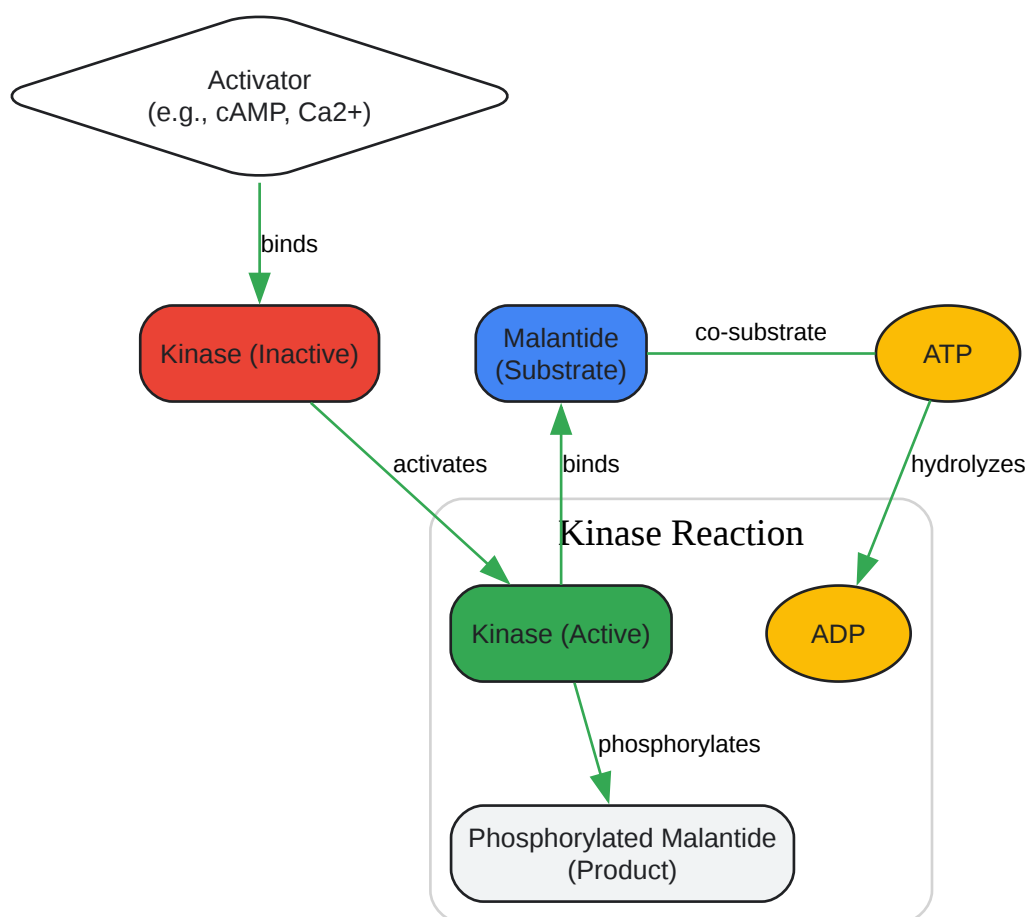 Activator
(e.g., cAMP, Ca2+)
binds
Kinase (Inactive)
Malantide
(Substrate)
co-substrate
ATP
activates
binds
hydrolyzes
Kinase Reaction
Kinase (Active)
ADP
phosphorylates
Phosphorylated Malantide
(Product)